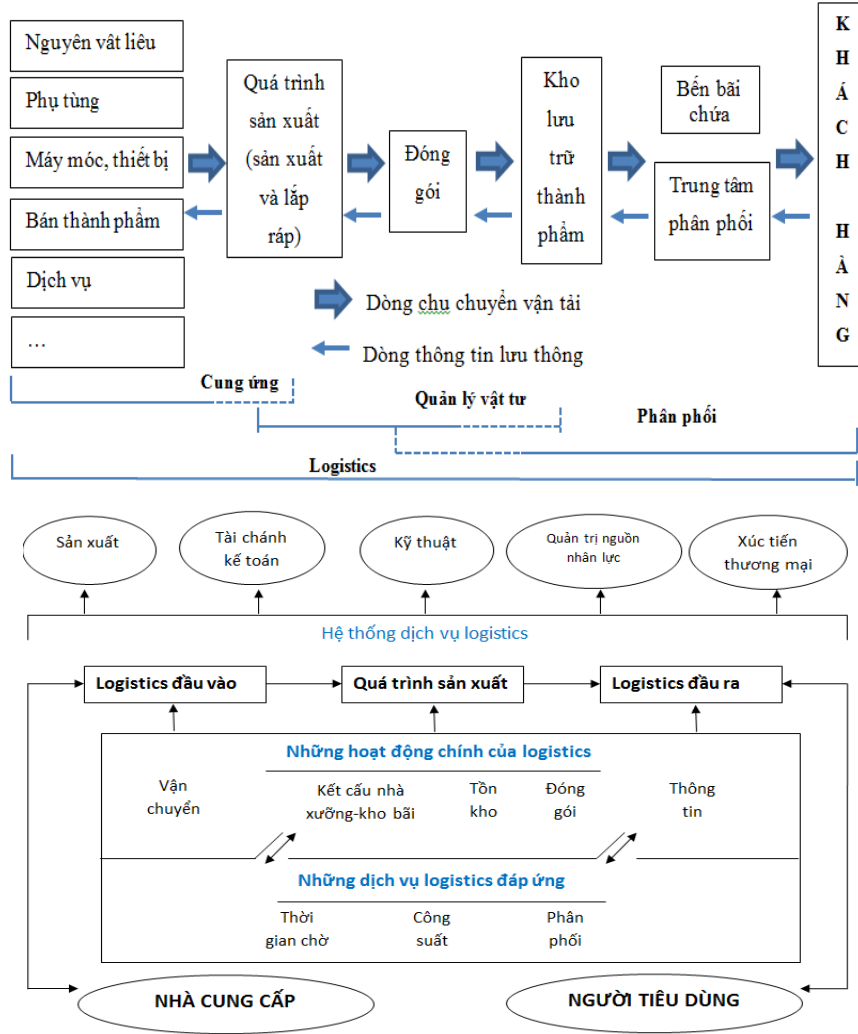 Nguyên vât liêu
Phụ tùng
Máy móc, thiết bị
Bán thành phẩm
Dịch vụ
…
Quá trình
sản xuất
(sản xuất
và lắp
ráp)
Đóng
gói
Kho
lưu
trữ
thành
phẩm
Bến bãi
chứa
Trung tâm
phân phối
K
H
Á
C
H
H
À
N
G
Dòng chu chuyển vận tải
Dòng thông tin lưu thông
Cung ứng
Quản lý vật tư
Phân phối
Logistics
Sản xuất
Tài chánh
kế toán
Kỹ thuật
Quản trị nguồn
nhân lực
Xúc tiến
thương mại
Hệ thống dịch vụ logistics
Logistics đầu vào
Quá trình sản xuất
Logistics đầu ra
Những hoạt động chính của logistics
Vận
chuyển
Kết cấu nhà
xưỡng-kho bãi
Tồn
kho
Đóng
gói
Thông
tin
Những dịch vụ logistics đáp ứng
Thời
gian chờ
Công
suất
Phân
phối
NHÀ CUNG CẤP
NGƯỜI TIÊU DÙNG